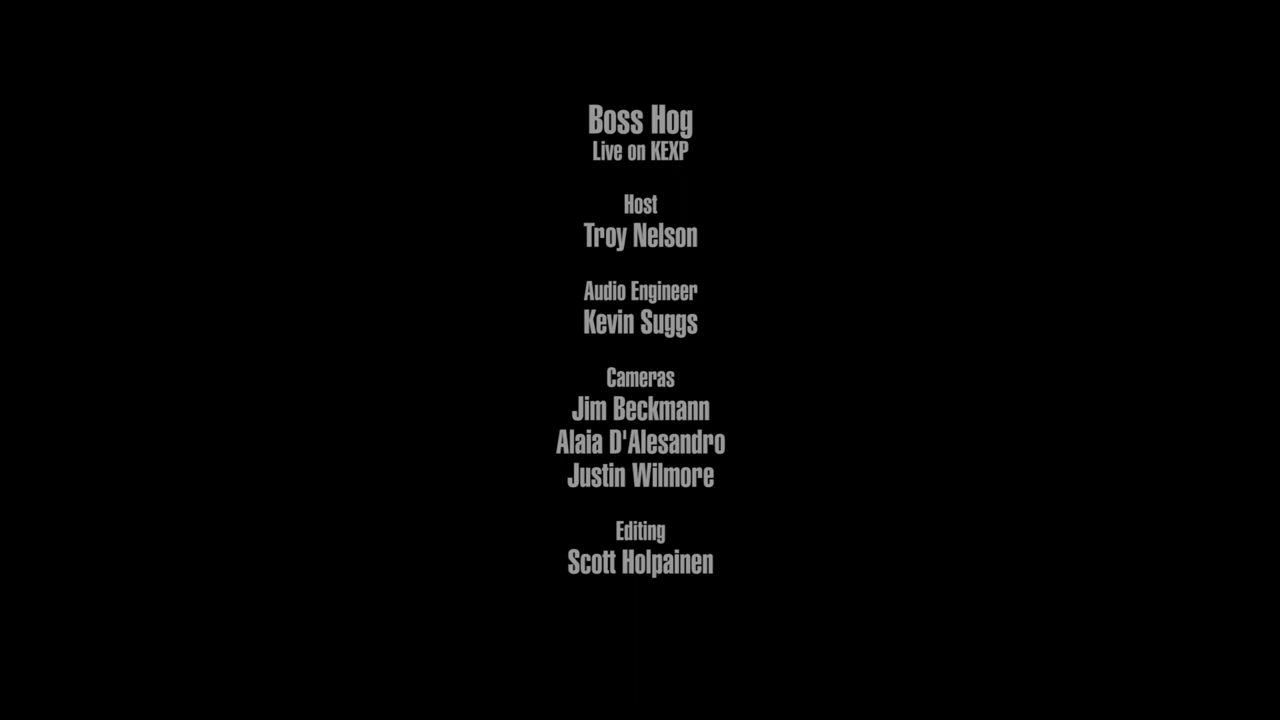 Boss Hog
Live on KEXP
Host
Troy Nelson
Audio Engineer
Kevin Suggs
Cameras
Jim Beckmann
Alaia D'Alesandro
Justin Wilmore
Editing
Scott Holpainen